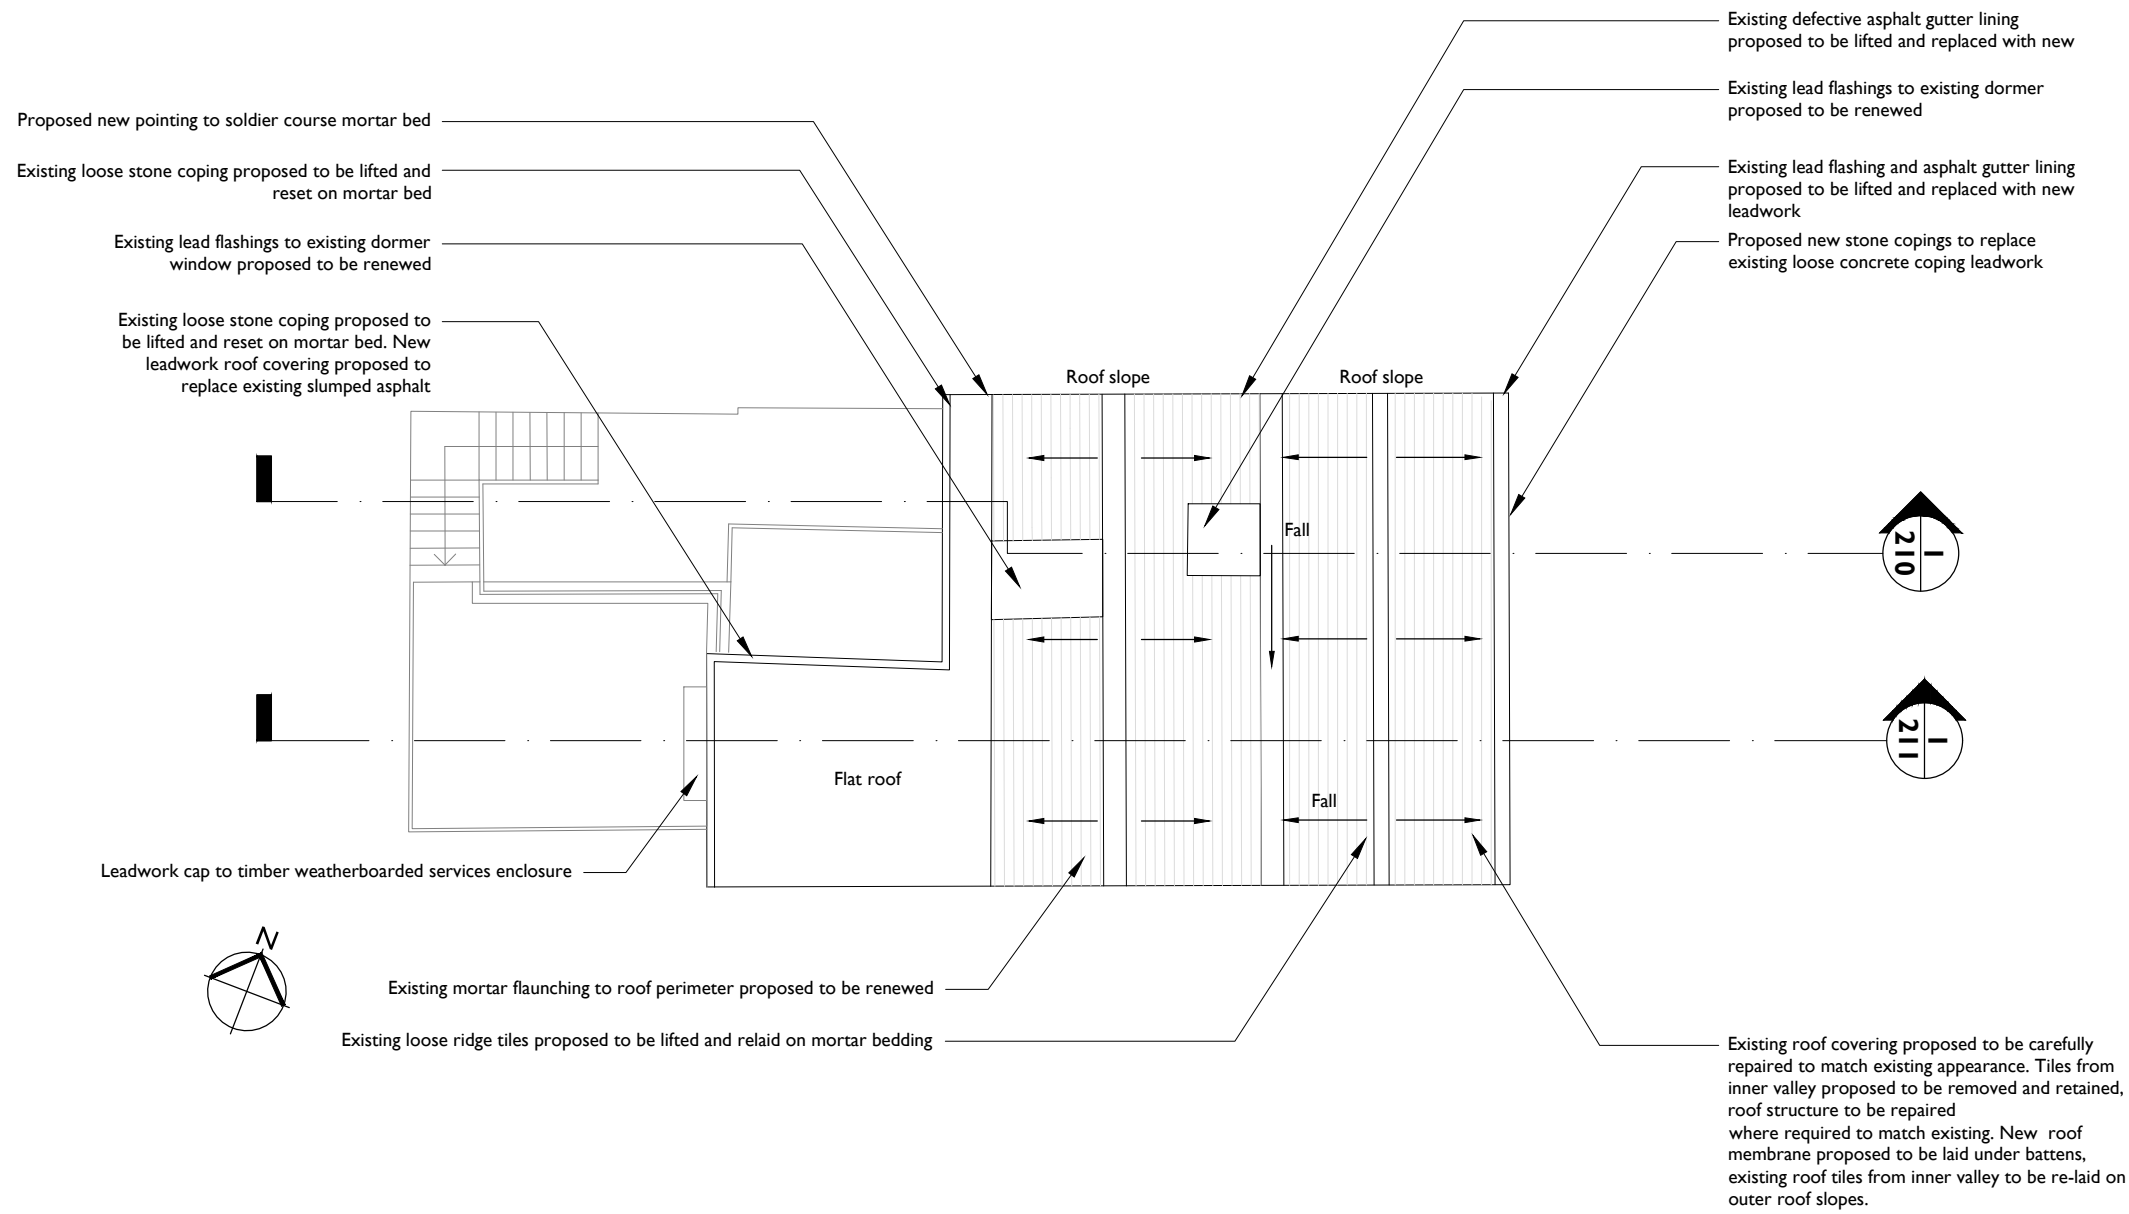 Existing defective asphalt gutter lining
proposed to be lifted and replaced with new
Existing lead flashings to existing dormer
proposed to be renewed
Existing lead flashing and asphalt gutter lining
proposed to be lifted and replaced with new
leadwork
Proposed new stone copings to replace
existing loose concrete coping leadwork
Proposed new pointing to soldier course mortar bed
Existing loose stone coping proposed to be lifted and
reset on mortar bed
Existing lead flashings to existing dormer
window proposed to be renewed
Existing loose stone coping proposed to
be lifted and reset on mortar bed. New
leadwork roof covering proposed to
replace existing slumped asphalt
Roof slope
Roof slope
Fall
1
210
1
211
Flat roof
Fall
Leadwork cap to timber weatherboarded services enclosure
N
Existing mortar flaunching to roof perimeter proposed to be renewed
Existing loose ridge tiles proposed to be lifted and relaid on mortar bedding
Existing roof covering proposed to be carefully
repaired to match existing appearance. Tiles from
inner valley proposed to be removed and retained,
roof structure to be repaired
where required to match existing. New  roof
membrane proposed to be laid under battens,
existing roof tiles from inner valley to be re-laid on
outer roof slopes.